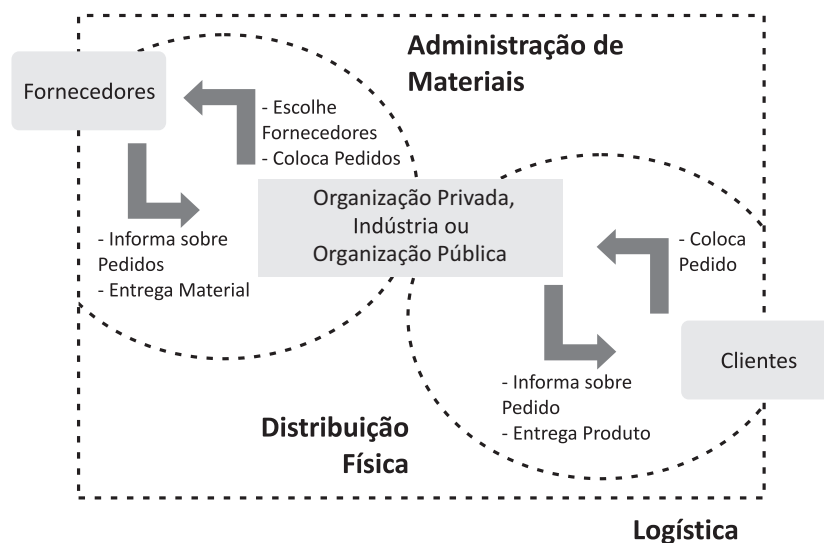 Administração de
Materiais
Fornecedores
- Escolhe
Fornecedores
- Coloca Pedidos
Organização Privada,
Indústria ou
Organização Pública
- Informa sobre
Pedidos
- Entrega Material
- Coloca
Pedido
Clientes
- Informa sobre
Pedido
- Entrega Produto
Distribuição
Física
Logística